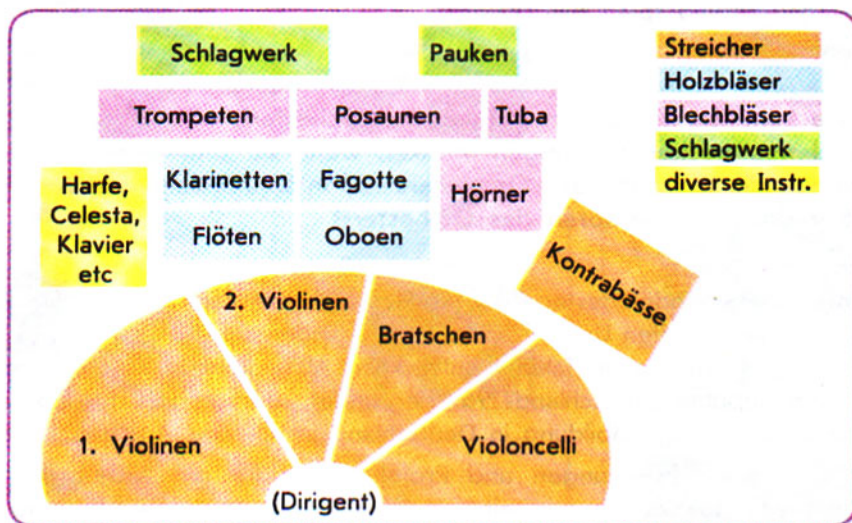 Schlagwerk
Pauken
Streicher
Holzbläser
Blechbläser
Schlagwerk
diverse Instr.
Trompeten
Posaunen
Tuba
Harfe,
Celesta,
Klavier
etc
Klarinetten
Fagotte
Hörner
Flöten
Oboen
Kontrabässe
2. Violinen
Bratschen
1. Violinen
Violoncelli
(Dirigent)